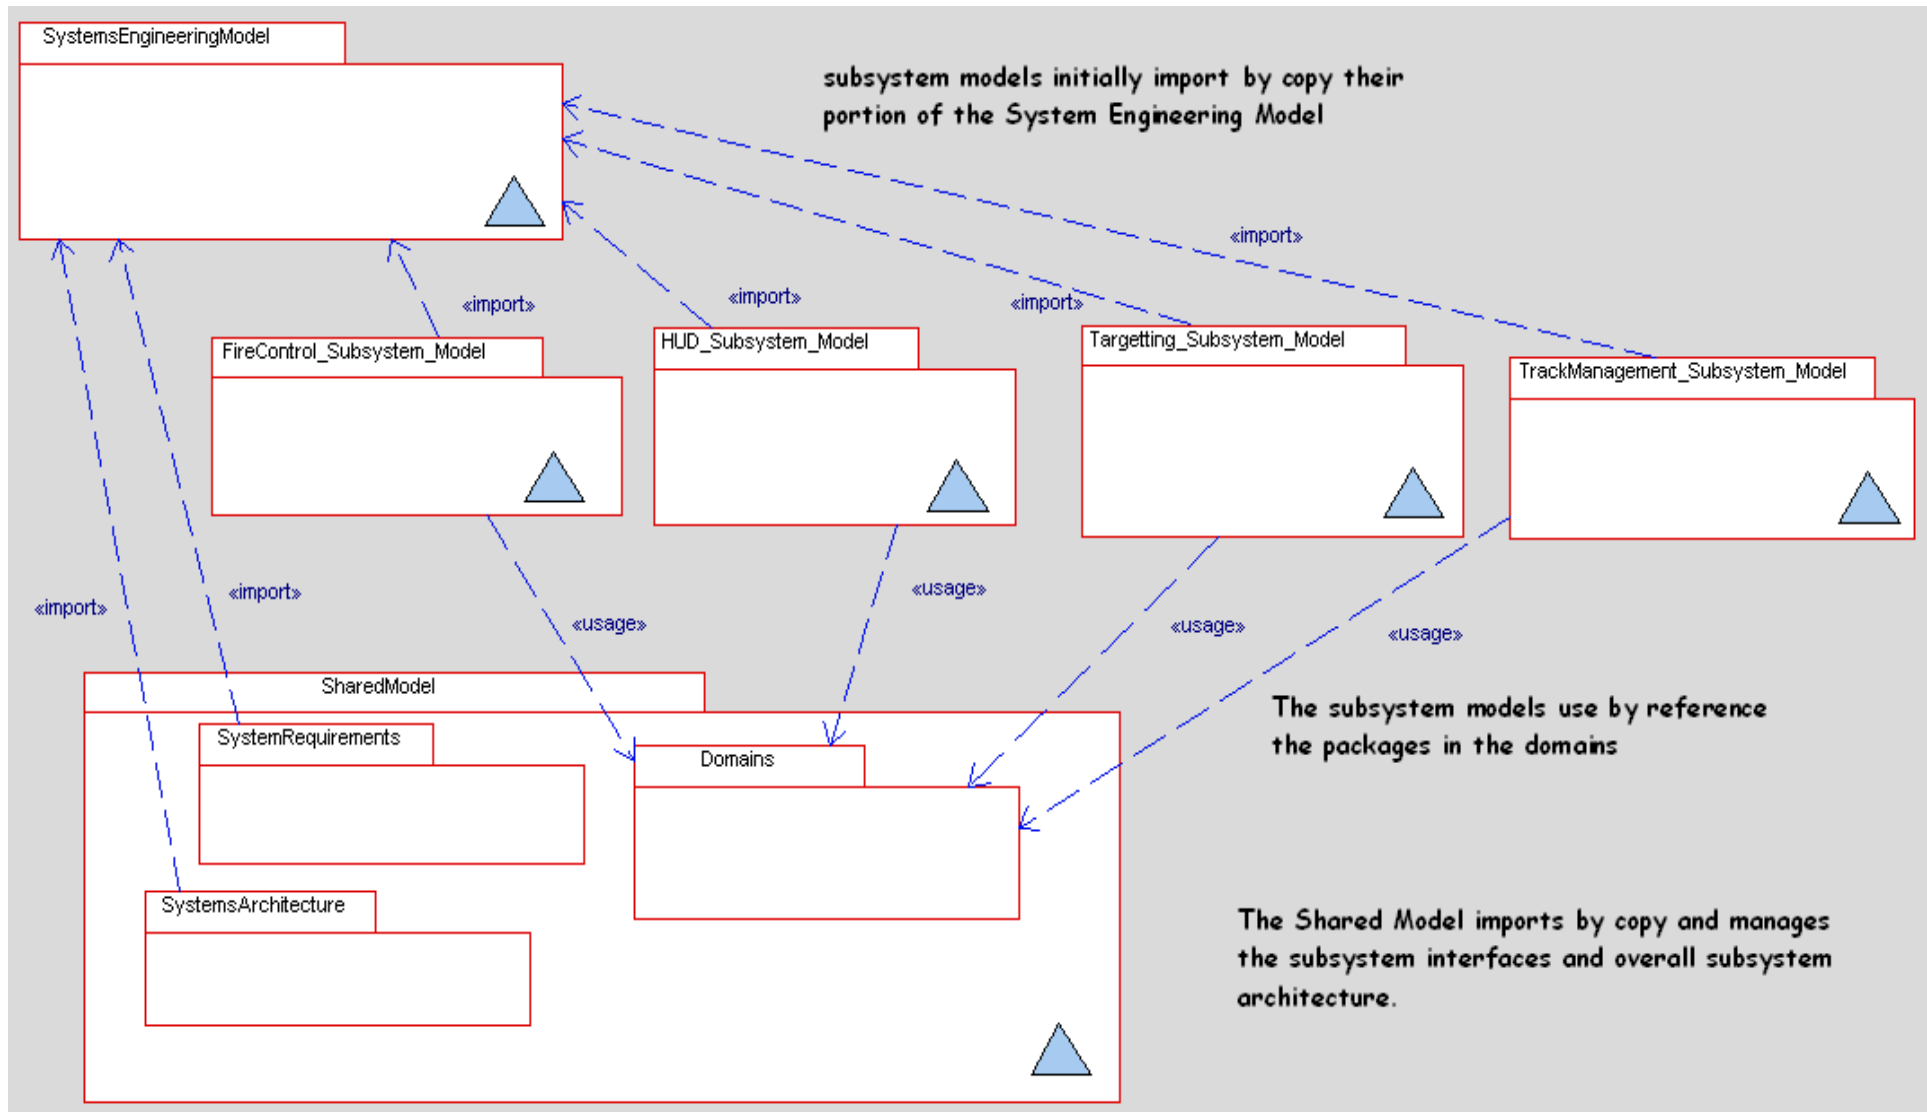 SystemsEngineeringModel
subsystem models initially import by copy their
portion of the System Engineering Model
«import»
«import»
«import»
«import»
FireControl_Subsystem_Model
HUD_Subsystem_Model
Targetting_Subsystem_Model
TrackManagement_Subsystem_Model
«import»
«import»
«usage»
«usage»
«usage»
«usage»
SharedModel
SystemRequirements
Domains
The subsystem models use by reference
the packages in the domains
SystemsArchitecture
The Shared Model imports by copy and manages
the subsystem interfaces and overall subsystem
architecture.